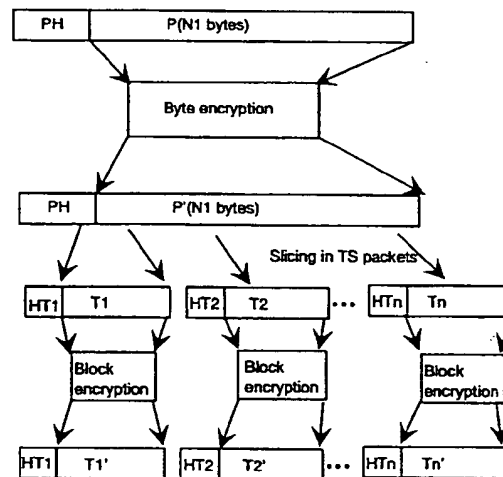 PH P(N1 bytes)
Byte encryption
PH P'(N1 bytes)
Slicing in TS packets
HT1 T1 HT2 T2 ••• HTn Tn
Block encryption
Block encryption
Block encryption
HT1 T1' HT2 T2' ••• HTn Tn'